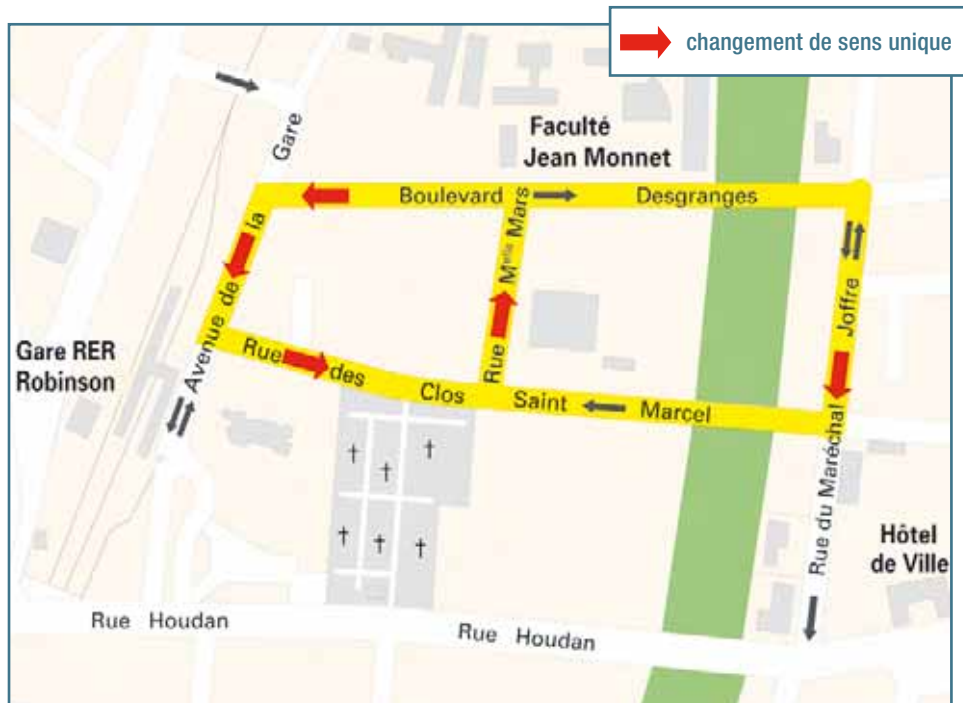 changement de sens unique
Faculté
Jean Monnet
Avenue de la Gare
Boulevard Desgranges
Rue Melle Mars
Rue du Maréchal Joffre
Gare RER
Robinson
Rue des Clos Saint Marcel
Hôtel
de Ville
Rue Houdan
Rue Houdan